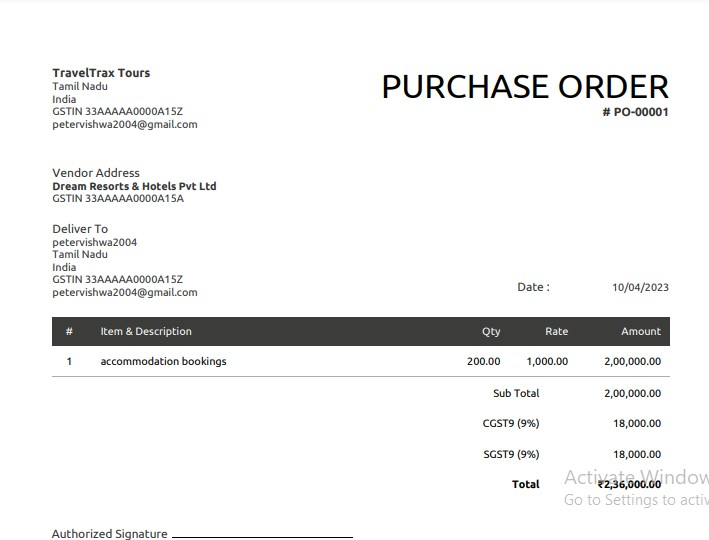 TravelTrax Tours
Tamil Nadu
India
GSTIN 33AAAAA0000A15Z
petervishwa2004@gmail.com
PURCHASE ORDER
# PO-00001
Vendor Address
Dream Resorts & Hotels Pvt Ltd
GSTIN 33AAAAA0000A15A
Deliver To
petervishwa2004
Tamil Nadu
India
GSTIN 33AAAAA0000A15Z
petervishwa2004@gmail.com
Date : 10/04/2023
# Item & Description Qty Rate Amount
1 accommodation bookings 200.00 1,000.00 2,00,000.00
Sub Total 2,00,000.00
CGST9 (9%) 18,000.00
SGST9 (9%) 18,000.00
Total ₹2,36,000.00
Activate Window
Go to Settings to activ
Authorized Signature